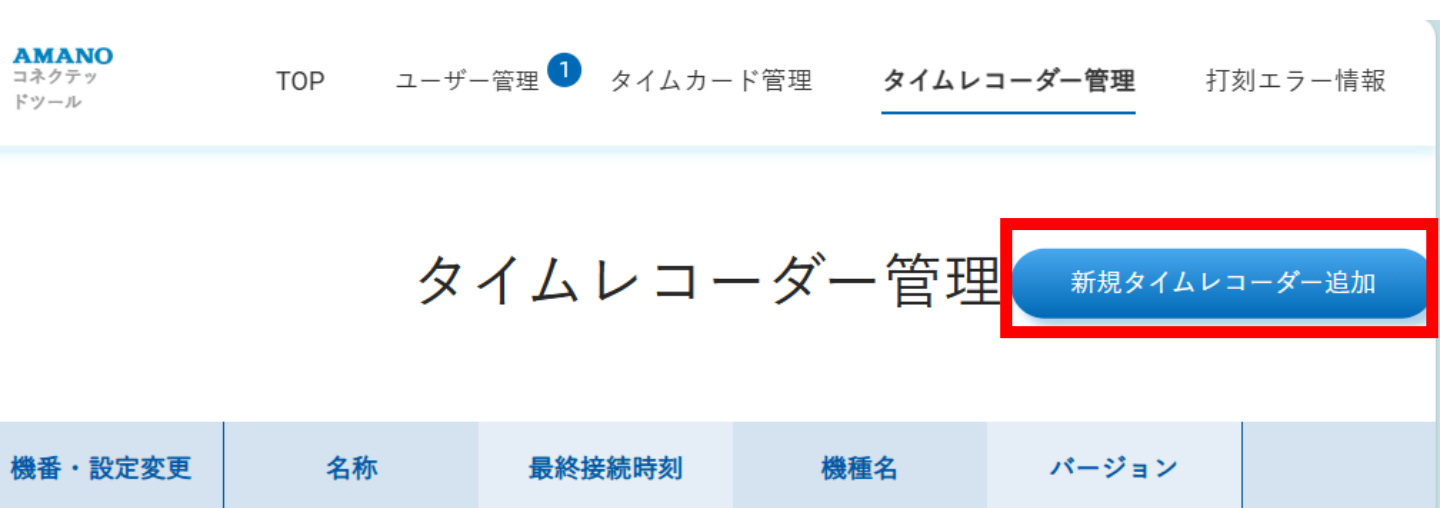 AMANO
コネクテッ
ドツール
TOP
ユーザー管理 1
タイムカード管理
タイムレコーダー管理
打刻エラー情報
タイムレコーダー管理
新規タイムレコーダー追加
機番・設定変更
名称
最終接続時刻
機種名
バージョン